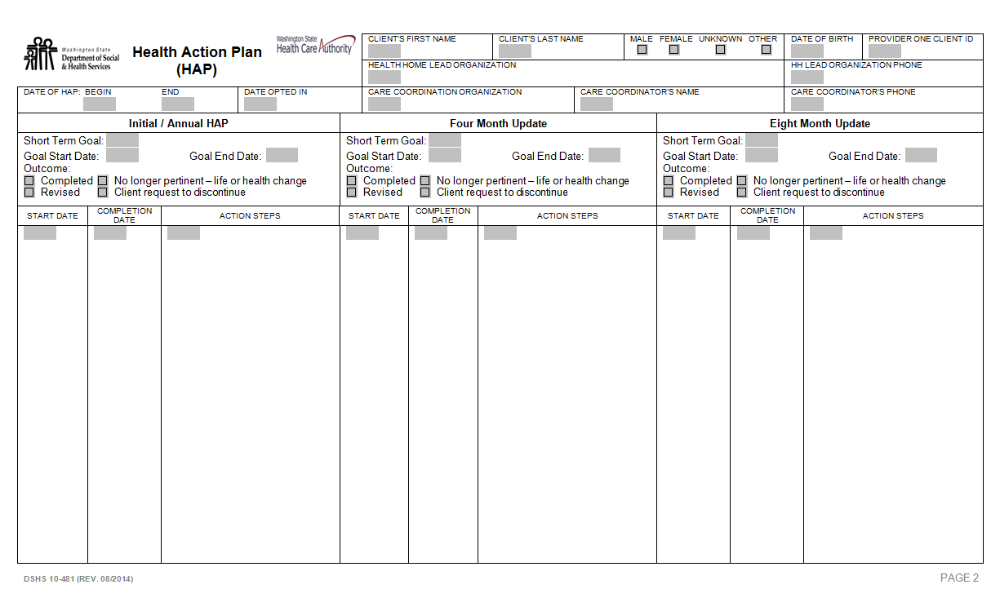 Washington State
Department of Social
& Health Services
Health Action Plan
(HAP)
Washington State
Health Care Authority
CLIENT'S FIRST NAME CLIENT'S LAST NAME MALE FEMALE UNKNOWN OTHER DATE OF BIRTH PROVIDER ONE CLIENT ID
HEALTH HOME LEAD ORGANIZATION HH LEAD ORGANIZATION PHONE
DATE OF HAP: BEGIN END DATE OPTED IN CARE COORDINATION ORGANIZATION CARE COORDINATOR'S NAME CARE COORDINATOR'S PHONE
Initial / Annual HAP Four Month Update Eight Month Update
Short Term Goal: Short Term Goal: Short Term Goal:
Goal Start Date: Goal End Date: Goal Start Date: Goal End Date: Goal Start Date: Goal End Date:
Outcome: Outcome: Outcome:
Completed No longer pertinent – life or health change Completed No longer pertinent – life or health change Completed No longer pertinent – life or health change
Revised Client request to discontinue Revised Client request to discontinue Revised Client request to discontinue
START DATE COMPLETION DATE ACTION STEPS START DATE COMPLETION DATE ACTION STEPS START DATE COMPLETION DATE ACTION STEPS
DSHS 10-481 (REV. 08/2014) PAGE 2